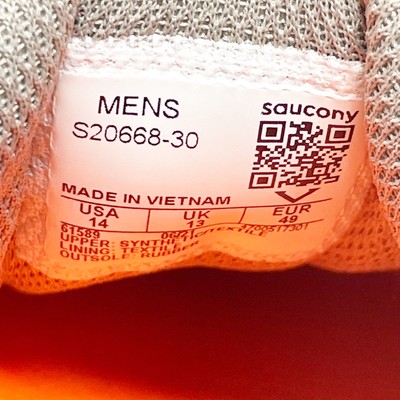 MENS
saucony
S20668-30
MADE IN VIETNAM
USA UK EUR
14 13 49
61589
UPPER: SYNTHETIC/TEXTILE
LINING: TEXTILE
OUTSOLE: RUBBER